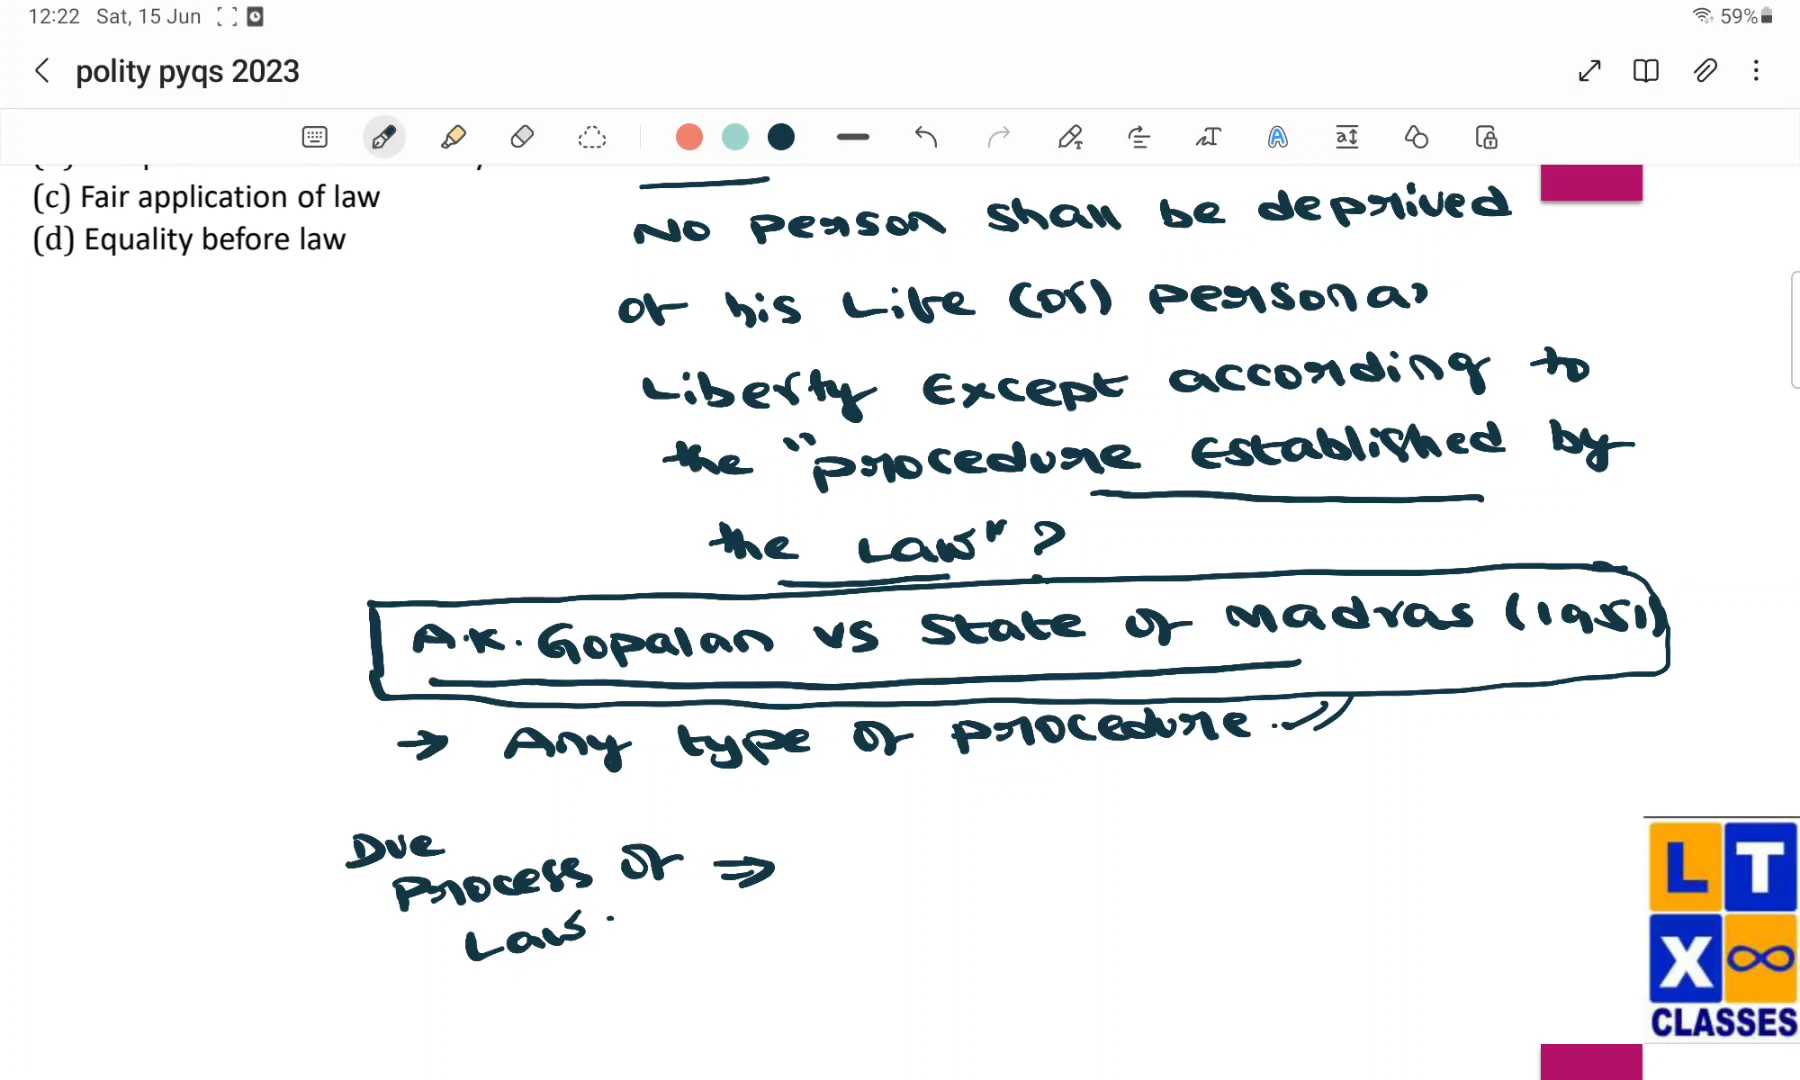 12:22 Sat, 15 Jun
59%
polity pyqs 2023
(c) Fair application of law
(d) Equality before law
No person shall be deprived
of his Life (or) personal
Liberty Except according to
the "procedure Established by
the Law" ?
A.K. Gopalan vs State of Madras (1951)
→ Any type of procedure.
Due
process of ⇒
Law.
LT
X∞
CLASSES